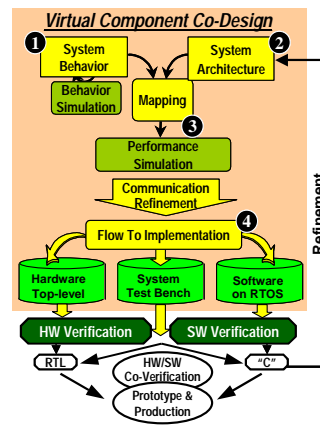 Virtual Component Co-Design
1
System
Behavior
2
System
Architecture
Behavior
Simulation
Mapping
3
Performance
Simulation
Communication
Refinement
Refinement
4
Flow To Implementation
Hardware
Top-level
System
Test Bench
Software
on RTOS
HW Verification
SW Verification
RTL
HW/SW
Co-Verification
"C"
Prototype &
Production